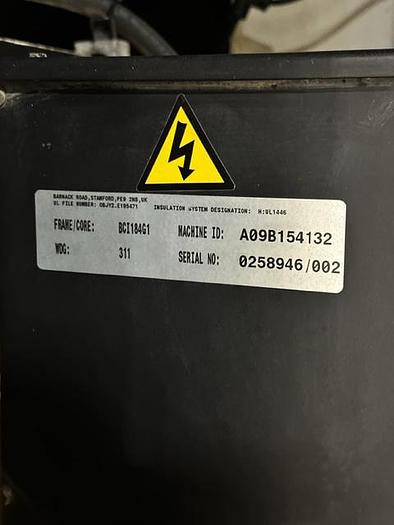 BARNACK ROAD,STAMFORD,PE9 2NB,UK
UL FILE NUMBER: OBJY2.E195471 INSULATION SYSTEM DESIGNATION: H:UL1446
FRAME/CORE: BCI184G1 MACHINE ID: A09B154132
WDG: 311 SERIAL NO: 0258946/002